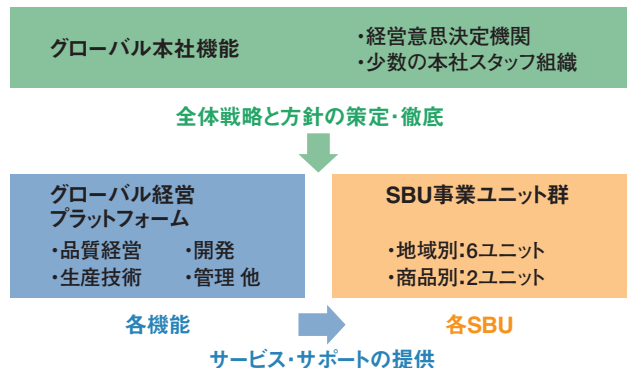 グローバル本社機能
・経営意思決定機関
・少数の本社スタッフ組織
全体戦略と方針の策定・徹底
グローバル経営
プラットフォーム
・品質経営 ・開発
・生産技術 ・管理 他
SBU事業ユニット群
・地域別:6ユニット
・商品別:2ユニット
各機能
各SBU
サービス・サポートの提供